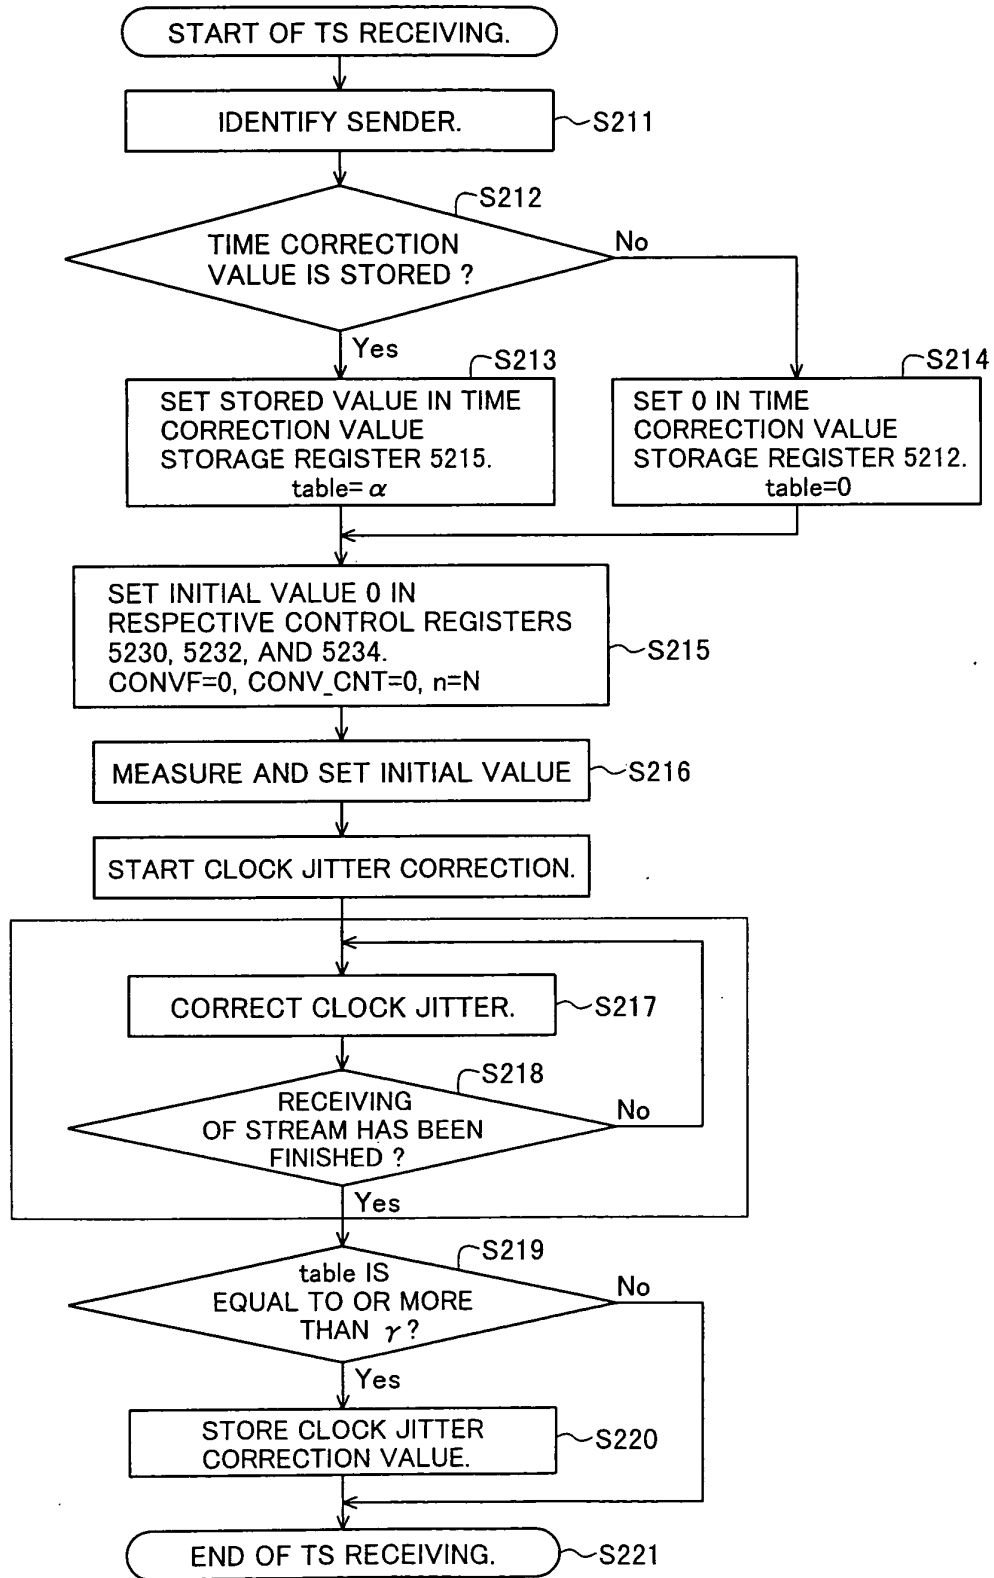 START OF TS RECEIVING.
IDENTIFY SENDER.
S211
S212
TIME CORRECTION
VALUE IS STORED ?
No
Yes
S213
SET STORED VALUE IN TIME
CORRECTION VALUE
STORAGE REGISTER 5215.
table= α
S214
SET 0 IN TIME
CORRECTION VALUE
STORAGE REGISTER 5212.
table=0
SET INITIAL VALUE 0 IN
RESPECTIVE CONTROL REGISTERS
5230, 5232, AND 5234.
CONVF=0, CONV_CNT=0, n=N
S215
MEASURE AND SET INITIAL VALUE
S216
START CLOCK JITTER CORRECTION.
CORRECT CLOCK JITTER.
S217
S218
RECEIVING
OF STREAM HAS BEEN
FINISHED ?
No
Yes
S219
table IS
EQUAL TO OR MORE
THAN γ ?
No
Yes
STORE CLOCK JITTER
CORRECTION VALUE.
S220
END OF TS RECEIVING.
S221